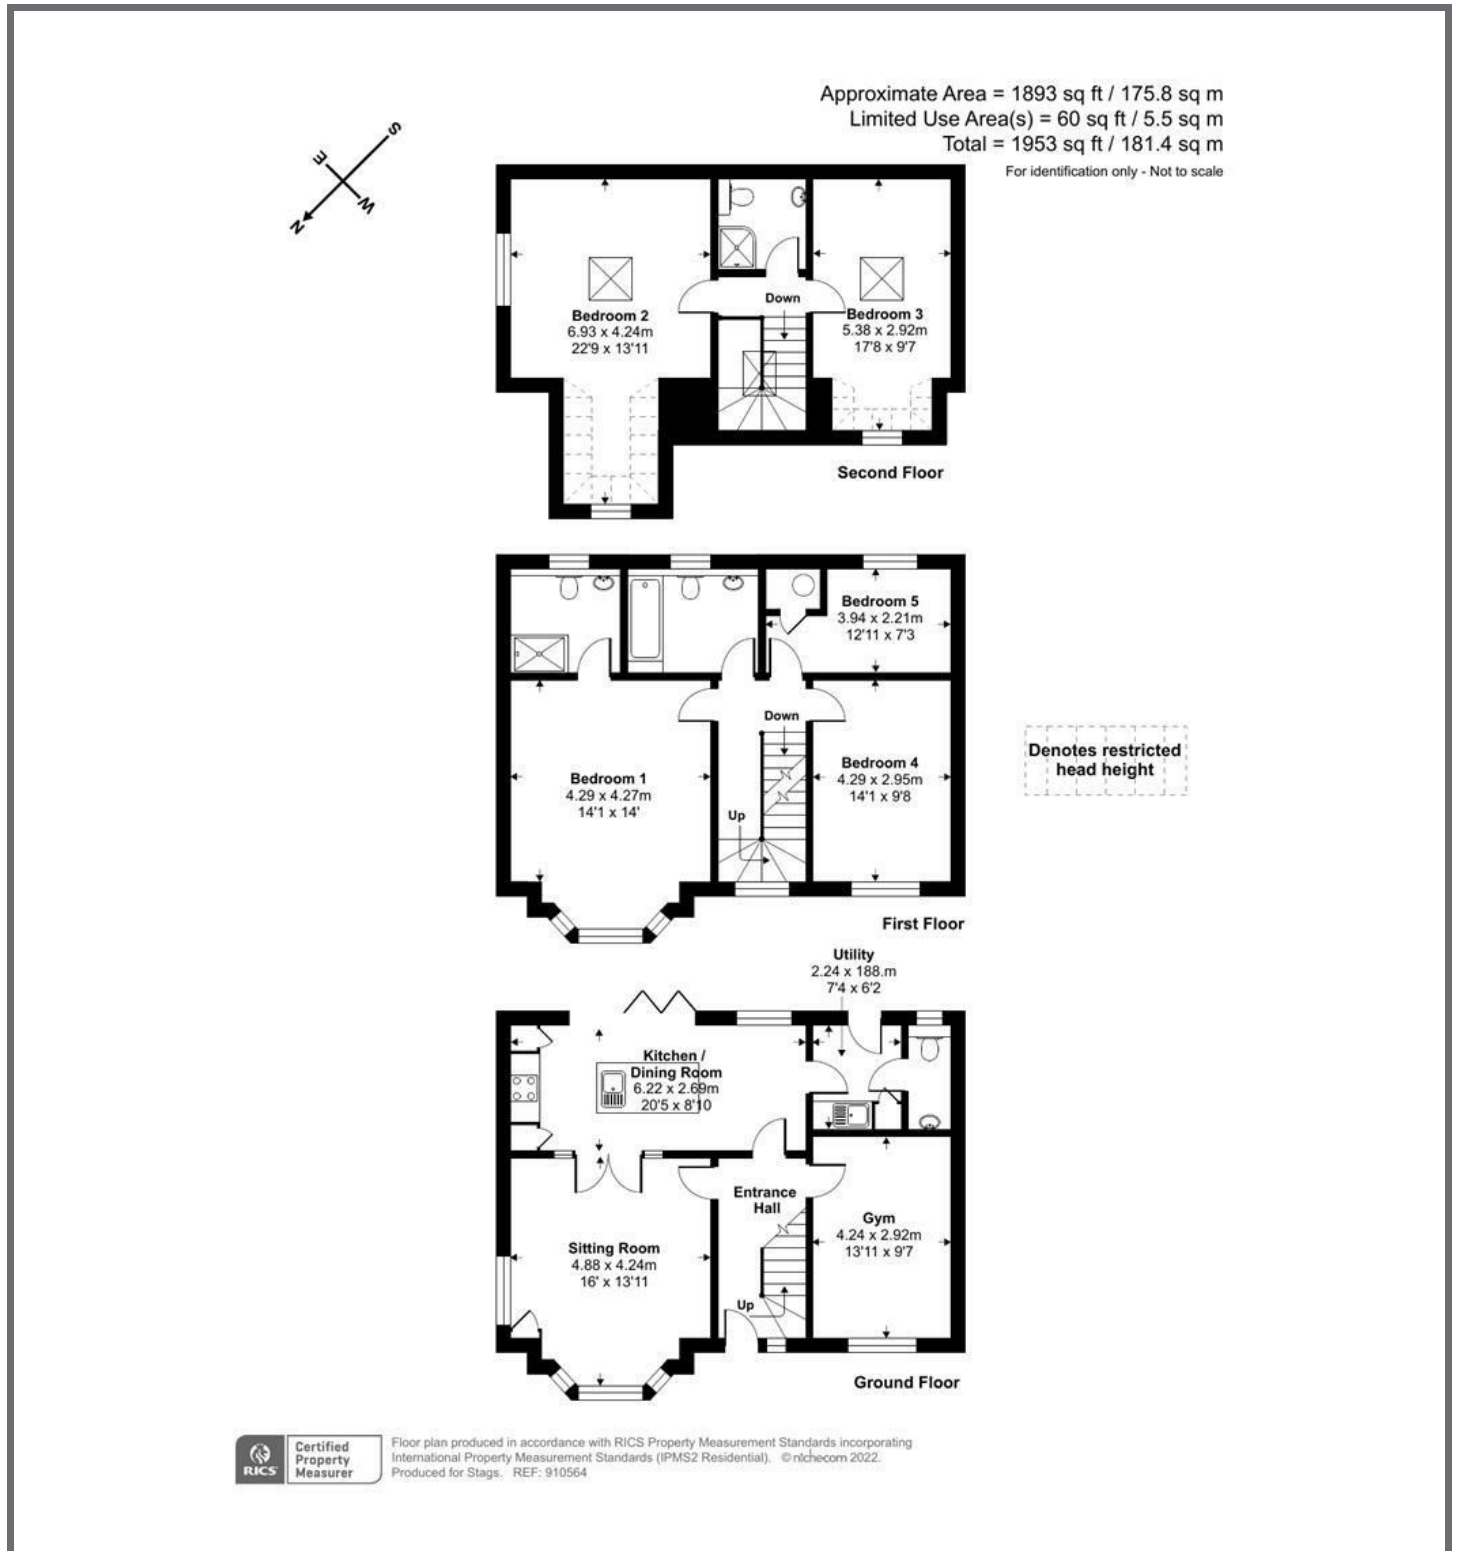 Approximate Area = 1893 sq ft / 175.8 sq m
Limited Use Area(s) = 60 sq ft / 5.5 sq m
Total = 1953 sq ft / 181.4 sq m
For identification only - Not to scale
S
E
W
N
Bedroom 2
6.93 x 4.24m
22'9 x 13'11
Down
Bedroom 3
5.38 x 2.92m
17'8 x 9'7
Second Floor
Bedroom 5
3.94 x 2.21m
12'11 x 7'3
Down
Bedroom 1
4.29 x 4.27m
14'1 x 14'
Up
Bedroom 4
4.29 x 2.95m
14'1 x 9'8
Denotes restricted
head height
First Floor
Utility
2.24 x 188.m
7'4 x 6'2
Kitchen /
Dining Room
6.22 x 2.69m
20'5 x 8'10
Entrance
Hall
Sitting Room
4.88 x 4.24m
16' x 13'11
Up
Gym
4.24 x 2.92m
13'11 x 9'7
Ground Floor
RICS
Certified
Property
Measurer
Floor plan produced in accordance with RICS Property Measurement Standards incorporating
International Property Measurement Standards (IPMS2 Residential). © nichecom 2022.
Produced for Stags. REF: 910564